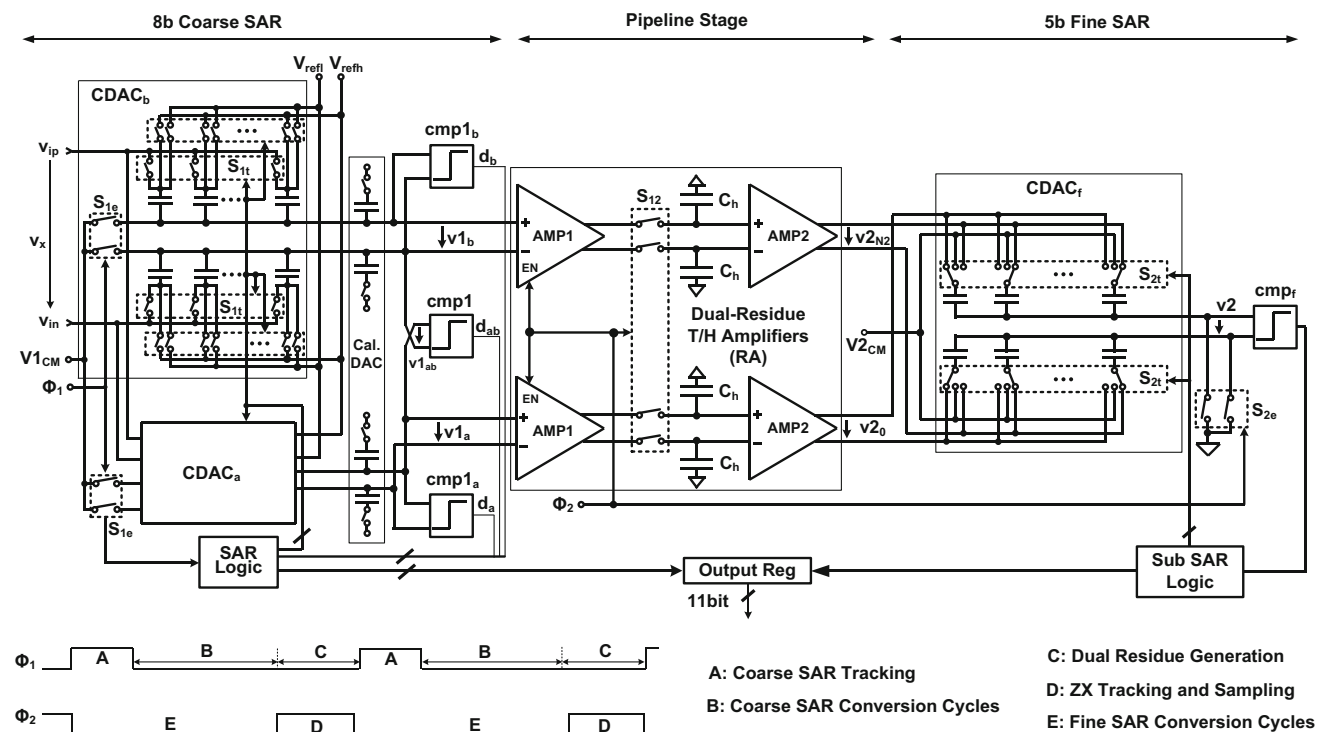 8b Coarse SAR
Pipeline Stage
5b Fine SAR
Vrefl Vrefh
CDACb
vip
S1t
S1e
vx
S1t
vin
V1CM
Φ1
CDACa
S1e
SAR
Logic
Cal.
DAC
cmp1b
db
v1b
cmp1
dab
v1ab
v1a
cmp1a
da
AMP1
EN
S12
Ch
Ch
AMP2
v2N2
Dual-Residue
T/H Amplifiers
(RA)
V2CM
EN
AMP1
Ch
Ch
AMP2
v20
Φ2
CDACf
S2t
v2
cmpf
S2t
S2e
Output Reg
11bit
Sub SAR
Logic
Φ1 A B C A B C
Φ2 E D E D
A: Coarse SAR Tracking
B: Coarse SAR Conversion Cycles
C: Dual Residue Generation
D: ZX Tracking and Sampling
E: Fine SAR Conversion Cycles